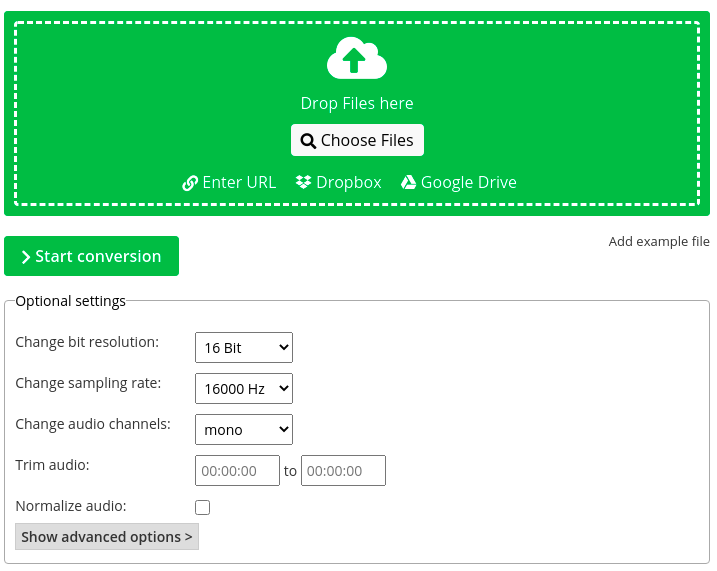 Drop Files here
Choose Files
Enter URL Dropbox Google Drive
Start conversion
Add example file
Optional settings
Change bit resolution: 16 Bit
Change sampling rate: 16000 Hz
Change audio channels: mono
Trim audio: 00:00:00 to 00:00:00
Normalize audio:
Show advanced options >